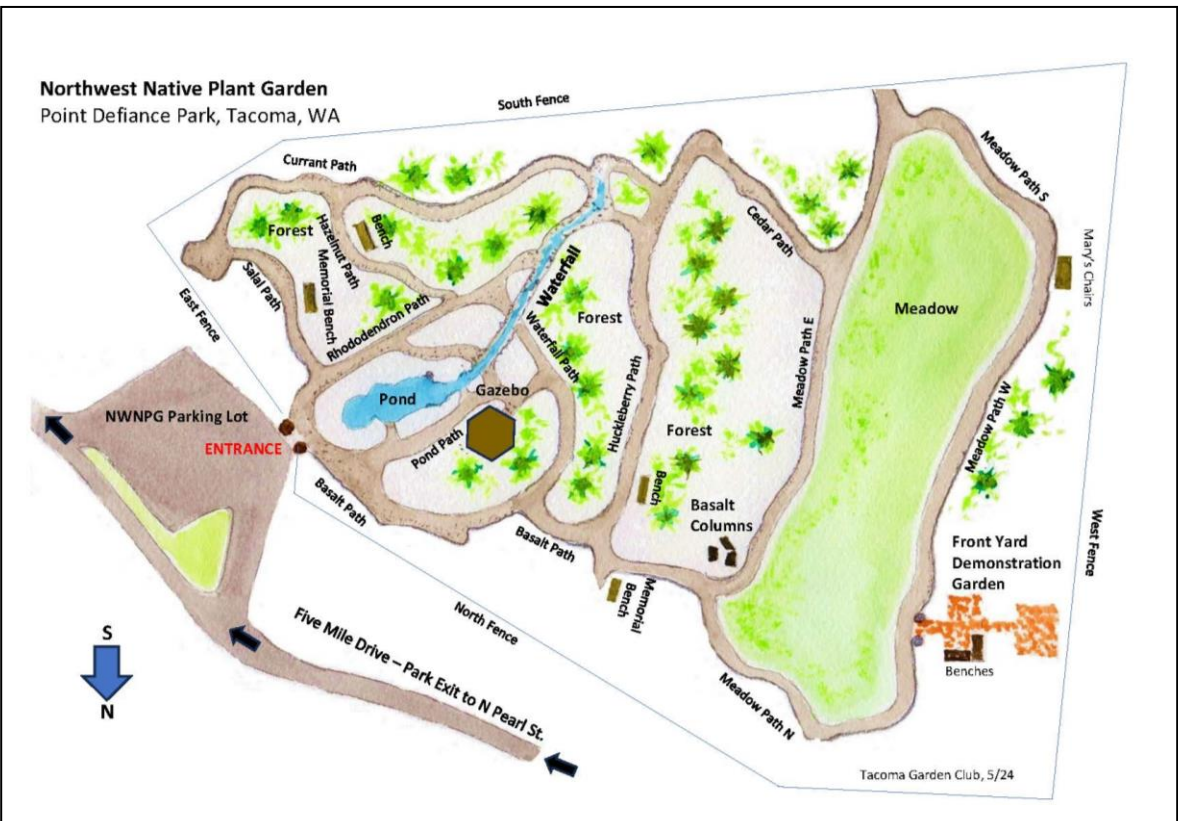 Northwest Native Plant Garden
Point Defiance Park, Tacoma, WA
South Fence
Currant Path
Meadow Path S
Forest
Hazelnut Path
Bench
Cedar Path
Mary's Chairs
Salal Path
Memorial Bench
East Fence
Waterfall
Rhododendron Path
Waterfall Path
Forest
Meadow
Meadow Path E
Pond
Gazebo
Huckleberry Path
NWNPG Parking Lot
ENTRANCE
Pond Path
Forest
Meadow Path W
Basalt Path
Bench
Basalt
Columns
Basalt Path
West Fence
Front Yard
Demonstration
Garden
Memorial
Bench
North Fence
Five Mile Drive – Park Exit to N Pearl St.
S
N
Benches
Meadow Path N
Tacoma Garden Club, 5/24